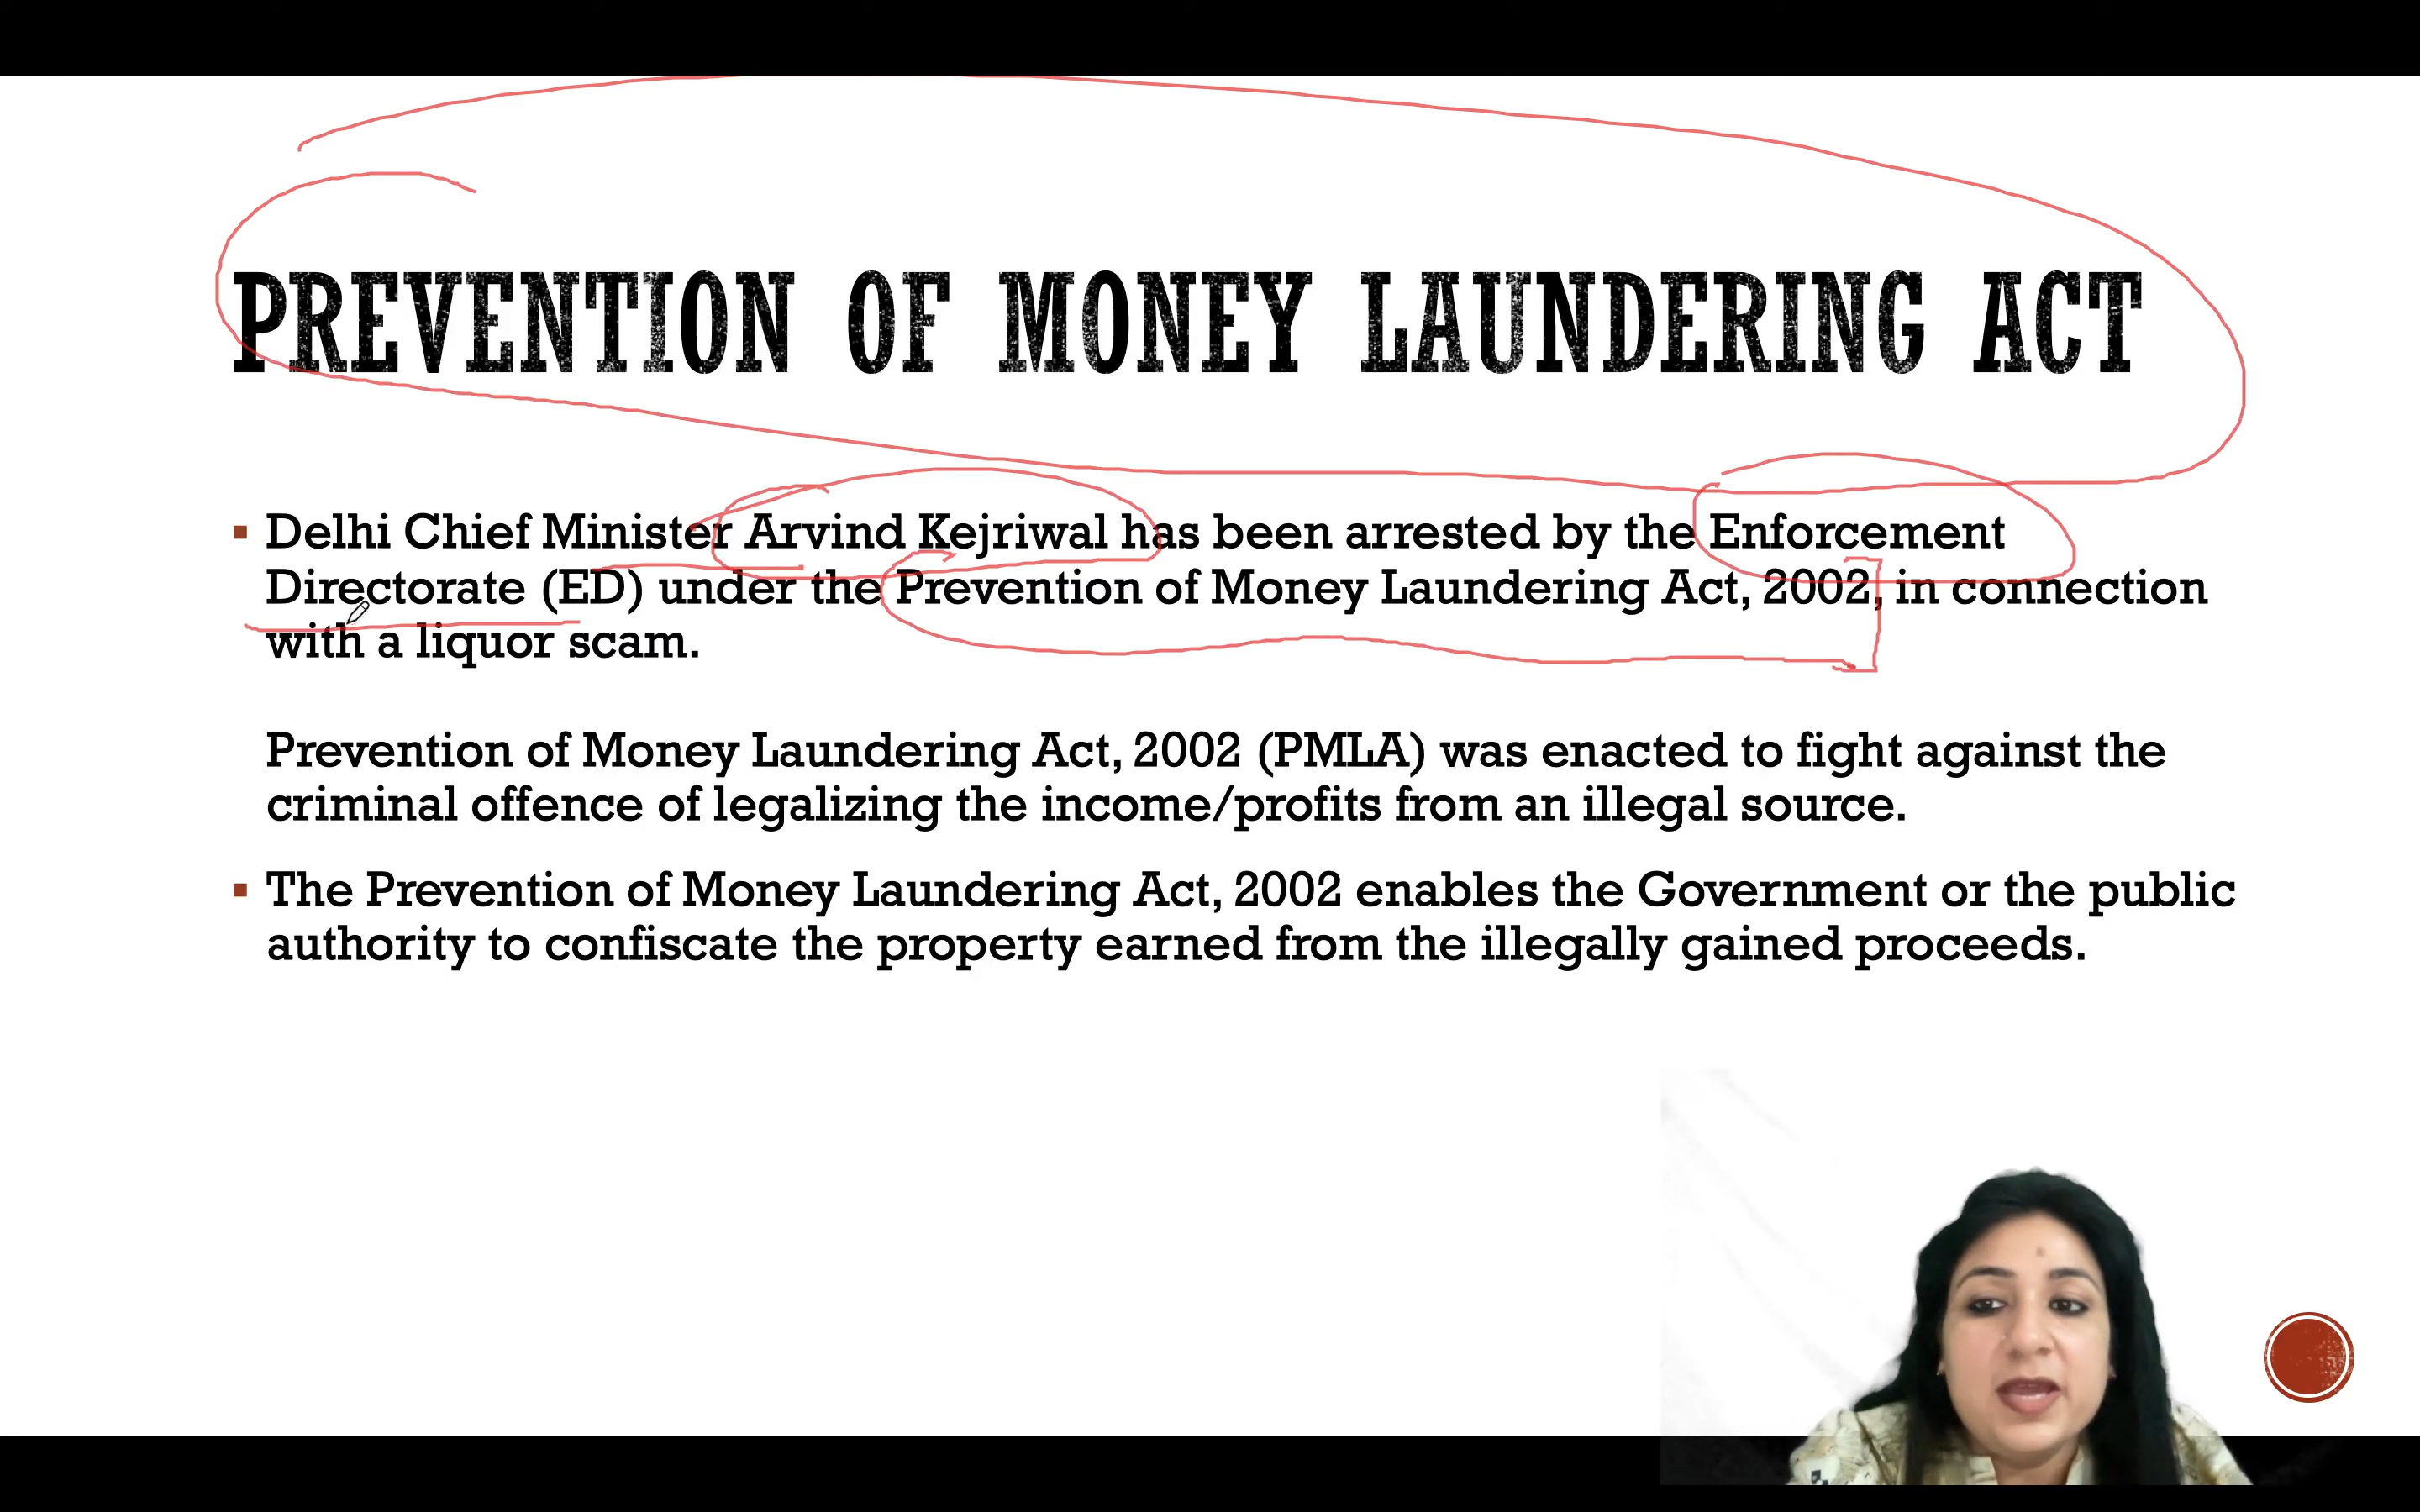 PREVENTION OF MONEY LAUNDERING ACT
▪ Delhi Chief Minister Arvind Kejriwal has been arrested by the Enforcement
Directorate (ED) under the Prevention of Money Laundering Act, 2002, in connection
with a liquor scam.
Prevention of Money Laundering Act, 2002 (PMLA) was enacted to fight against the
criminal offence of legalizing the income/profits from an illegal source.
▪ The Prevention of Money Laundering Act, 2002 enables the Government or the public
authority to confiscate the property earned from the illegally gained proceeds.